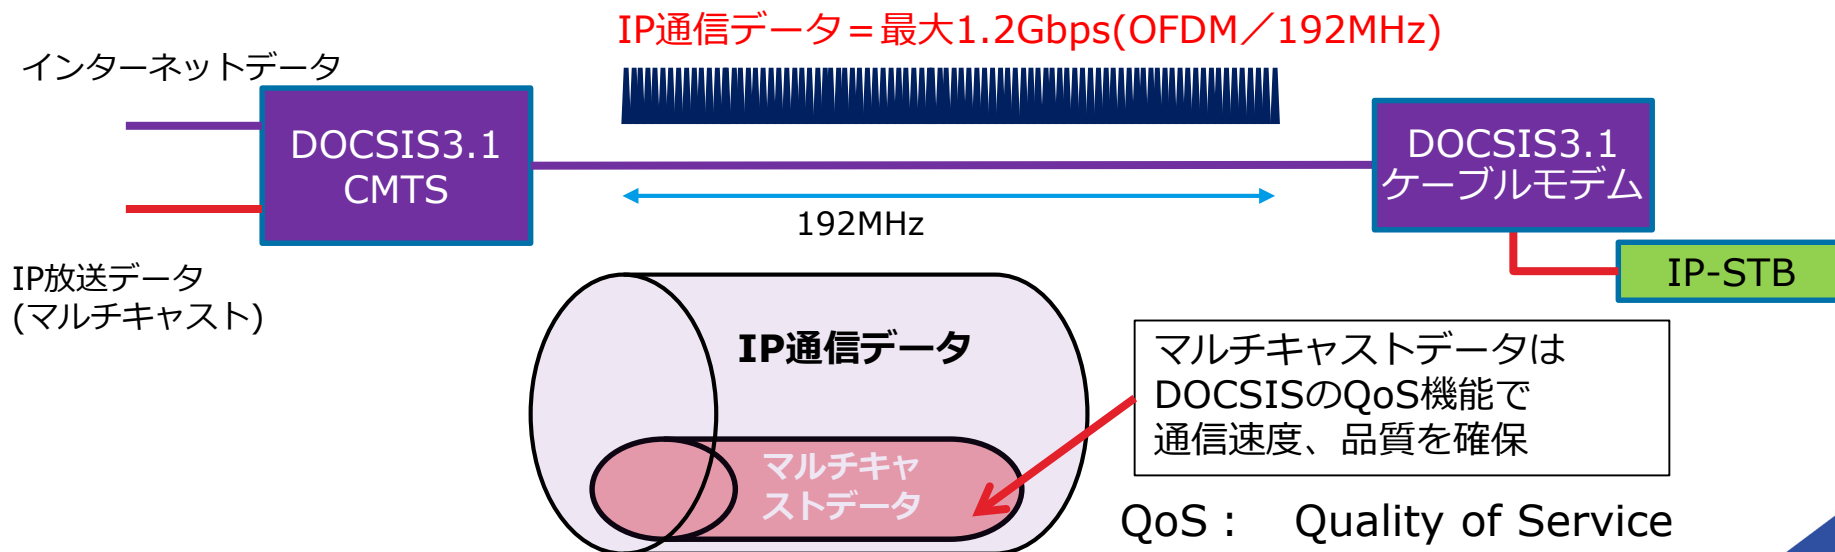 IP通信データ＝最大1.2Gbps(OFDM／192MHz)
インターネットデータ
DOCSIS3.1
CMTS
DOCSIS3.1
ケーブルモデム
192MHz
IP放送データ
(マルチキャスト)
IP-STB
IP通信データ
マルチキャストデータは
DOCSISのQoS機能で
通信速度、品質を確保
マルチキャ
ストデータ
QoS： Quality of Service